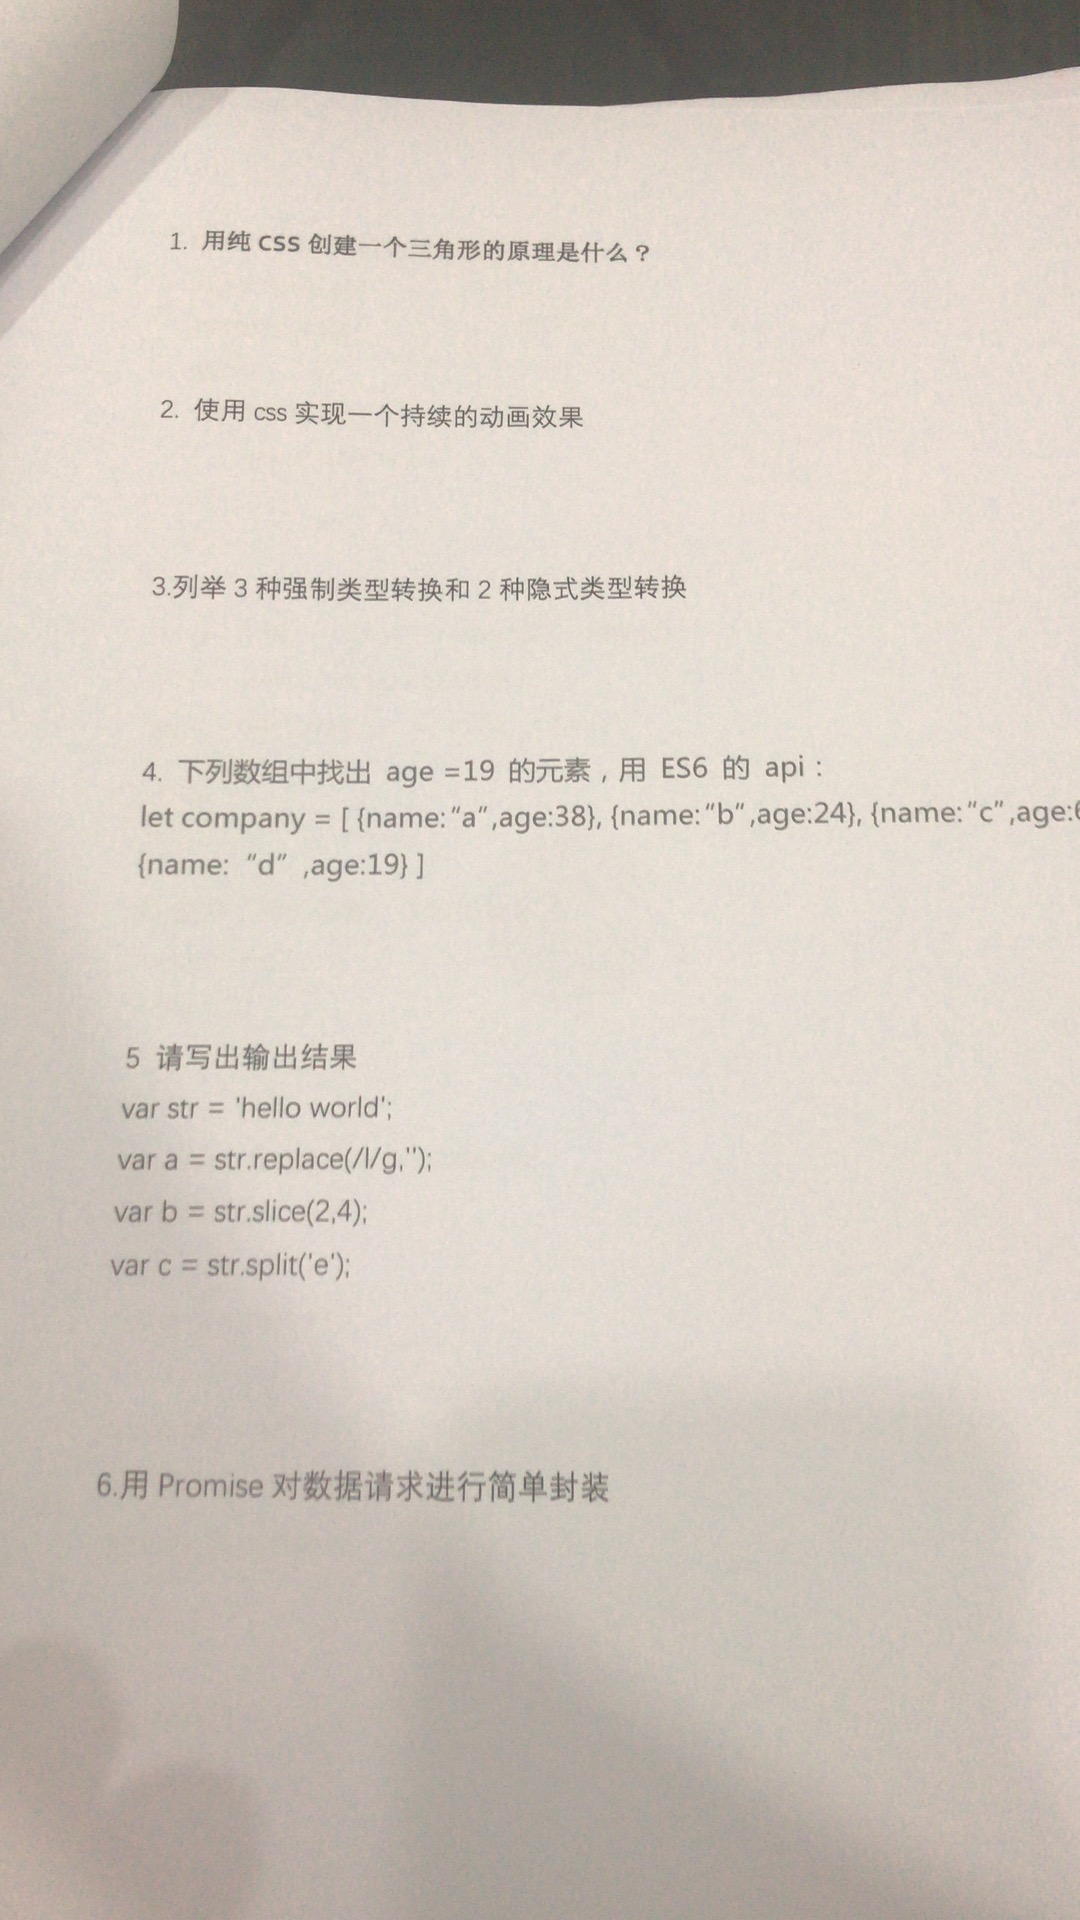 1. 用纯 CSS 创建一个三角形的原理是什么？
2. 使用 css 实现一个持续的动画效果
3.列举 3 种强制类型转换和 2 种隐式类型转换
4. 下列数组中找出 age =19 的元素，用 ES6 的 api：
let company = [ {name:“a”,age:38}, {name:“b”,age:24}, {name:“c”,age:
{name: “d” ,age:19} ]
5 请写出输出结果
var str = 'hello world';
var a = str.replace(/l/g,'');
var b = str.slice(2,4);
var c = str.split('e');
6.用 Promise 对数据请求进行简单封装